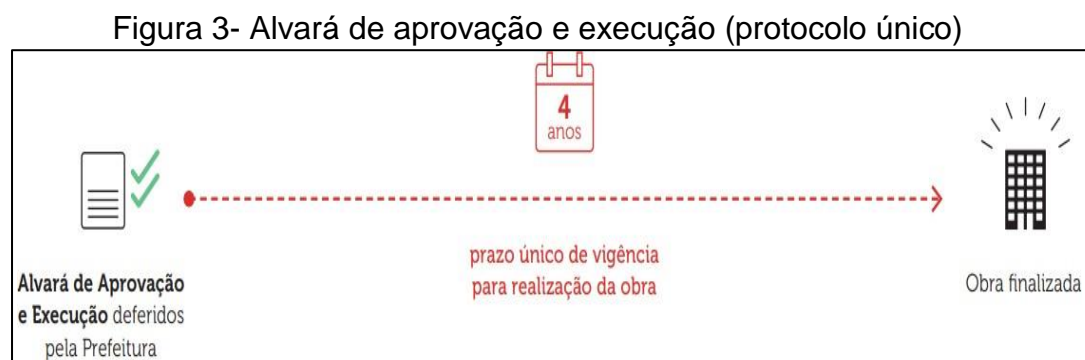 Figura 3- Alvará de aprovação e execução (protocolo único)
4
anos
prazo único de vigência
para realização da obra
Alvará de Aprovação
e Execução deferidos
pela Prefeitura
Obra finalizada